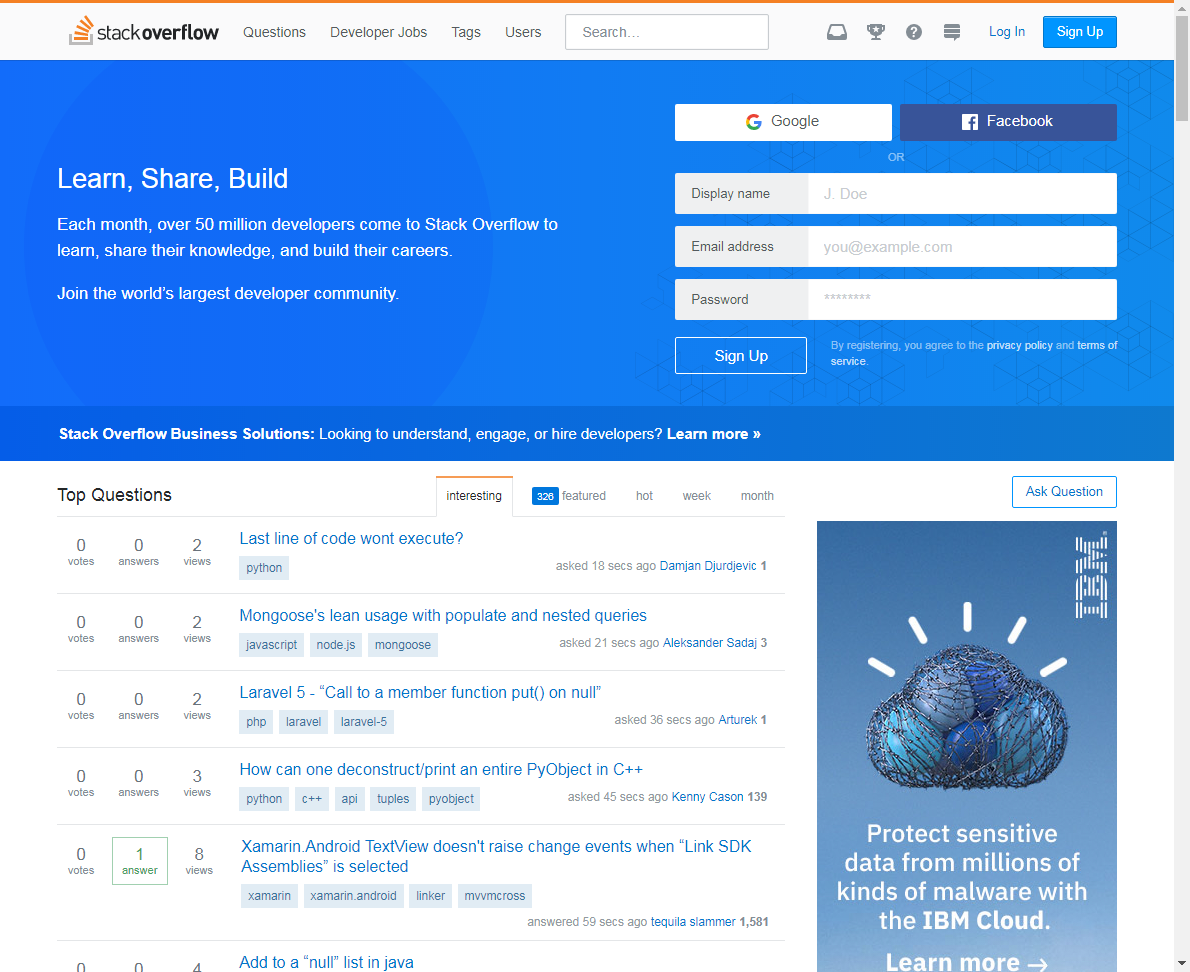 stackoverflow Questions Developer Jobs Tags Users Search... Log In Sign Up
Google Facebook
OR
Learn, Share, Build
Each month, over 50 million developers come to Stack Overflow to
learn, share their knowledge, and build their careers.
Join the world's largest developer community.
Display name J. Doe
Email address you@example.com
Password ********
Sign Up By registering, you agree to the privacy policy and terms of
service.
Stack Overflow Business Solutions: Looking to understand, engage, or hire developers? Learn more »
Top Questions interesting 326 featured hot week month
Ask Question
0 votes 0 answers 2 views
Last line of code wont execute?
python
asked 18 secs ago Damjan Djurdjevic 1
0 votes 0 answers 2 views
Mongoose's lean usage with populate and nested queries
javascript node.js mongoose
asked 21 secs ago Aleksander Sadaj 3
0 votes 0 answers 2 views
Laravel 5 - “Call to a member function put() on null”
php laravel laravel-5
asked 36 secs ago Arturek 1
0 votes 0 answers 3 views
How can one deconstruct/print an entire PyObject in C++
python c++ api tuples pyobject
asked 45 secs ago Kenny Cason 139
0 votes 1 answer 8 views
Xamarin.Android TextView doesn't raise change events when “Link SDK
Assemblies” is selected
xamarin xamarin.android linker mvvmcross
answered 59 secs ago tequila slammer 1,581
0 0 4
Add to a “null” list in java
IBM
Protect sensitive
data from millions of
kinds of malware with
the IBM Cloud.
Learn more →